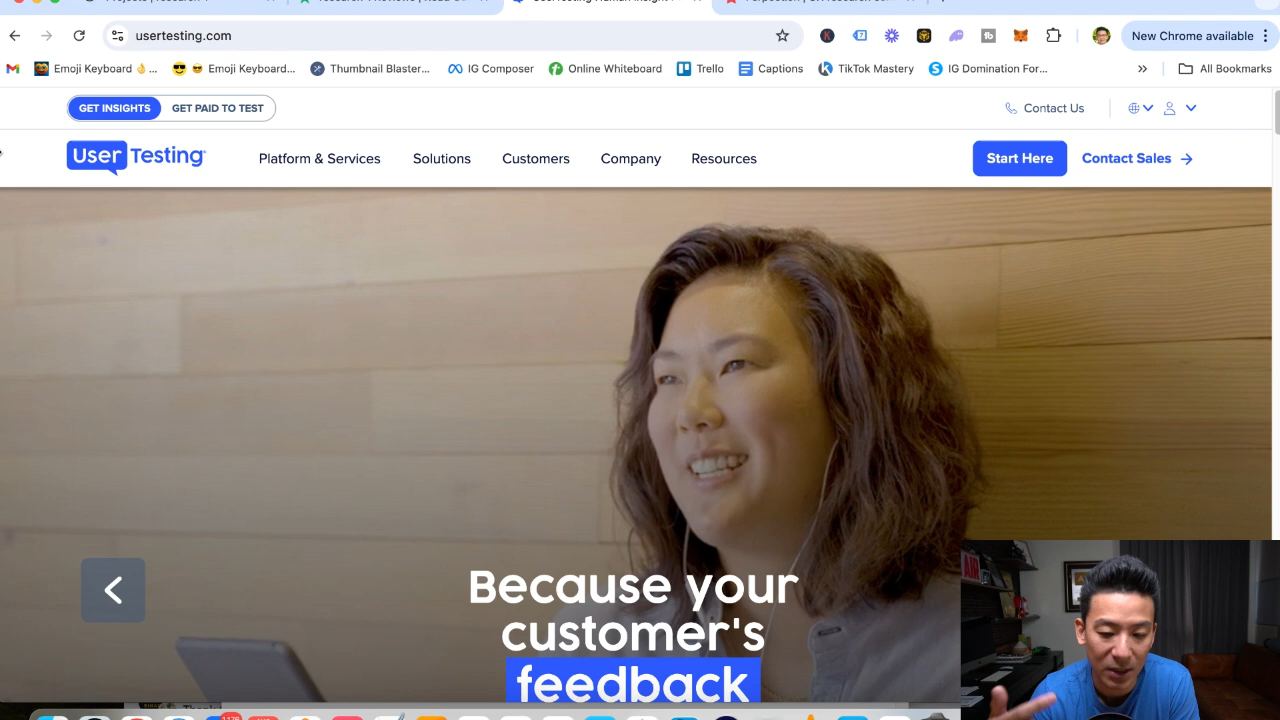 usertesting.com
New Chrome available
Emoji Keyboard 👌 ...
Emoji Keyboard...
Thumbnail Blaster...
IG Composer
Online Whiteboard
Trello
Captions
TikTok Mastery
IG Domination For...
All Bookmarks
GET INSIGHTS
GET PAID TO TEST
Contact Us
User Testing
Platform & Services
Solutions
Customers
Company
Resources
Start Here
Contact Sales
Because your
customer's
feedback